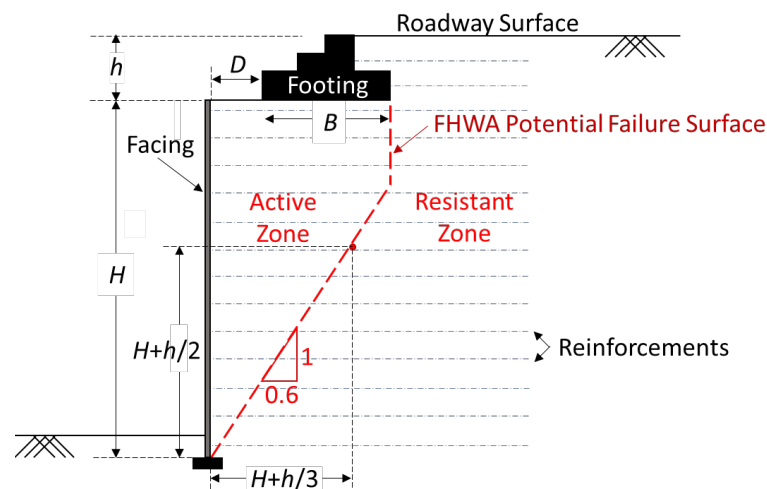 Roadway Surface
h
D
Footing
B
FHWA Potential Failure Surface
Facing
Active
Zone
Resistant
Zone
H
H+h/2
1
0.6
Reinforcements
H+h/3